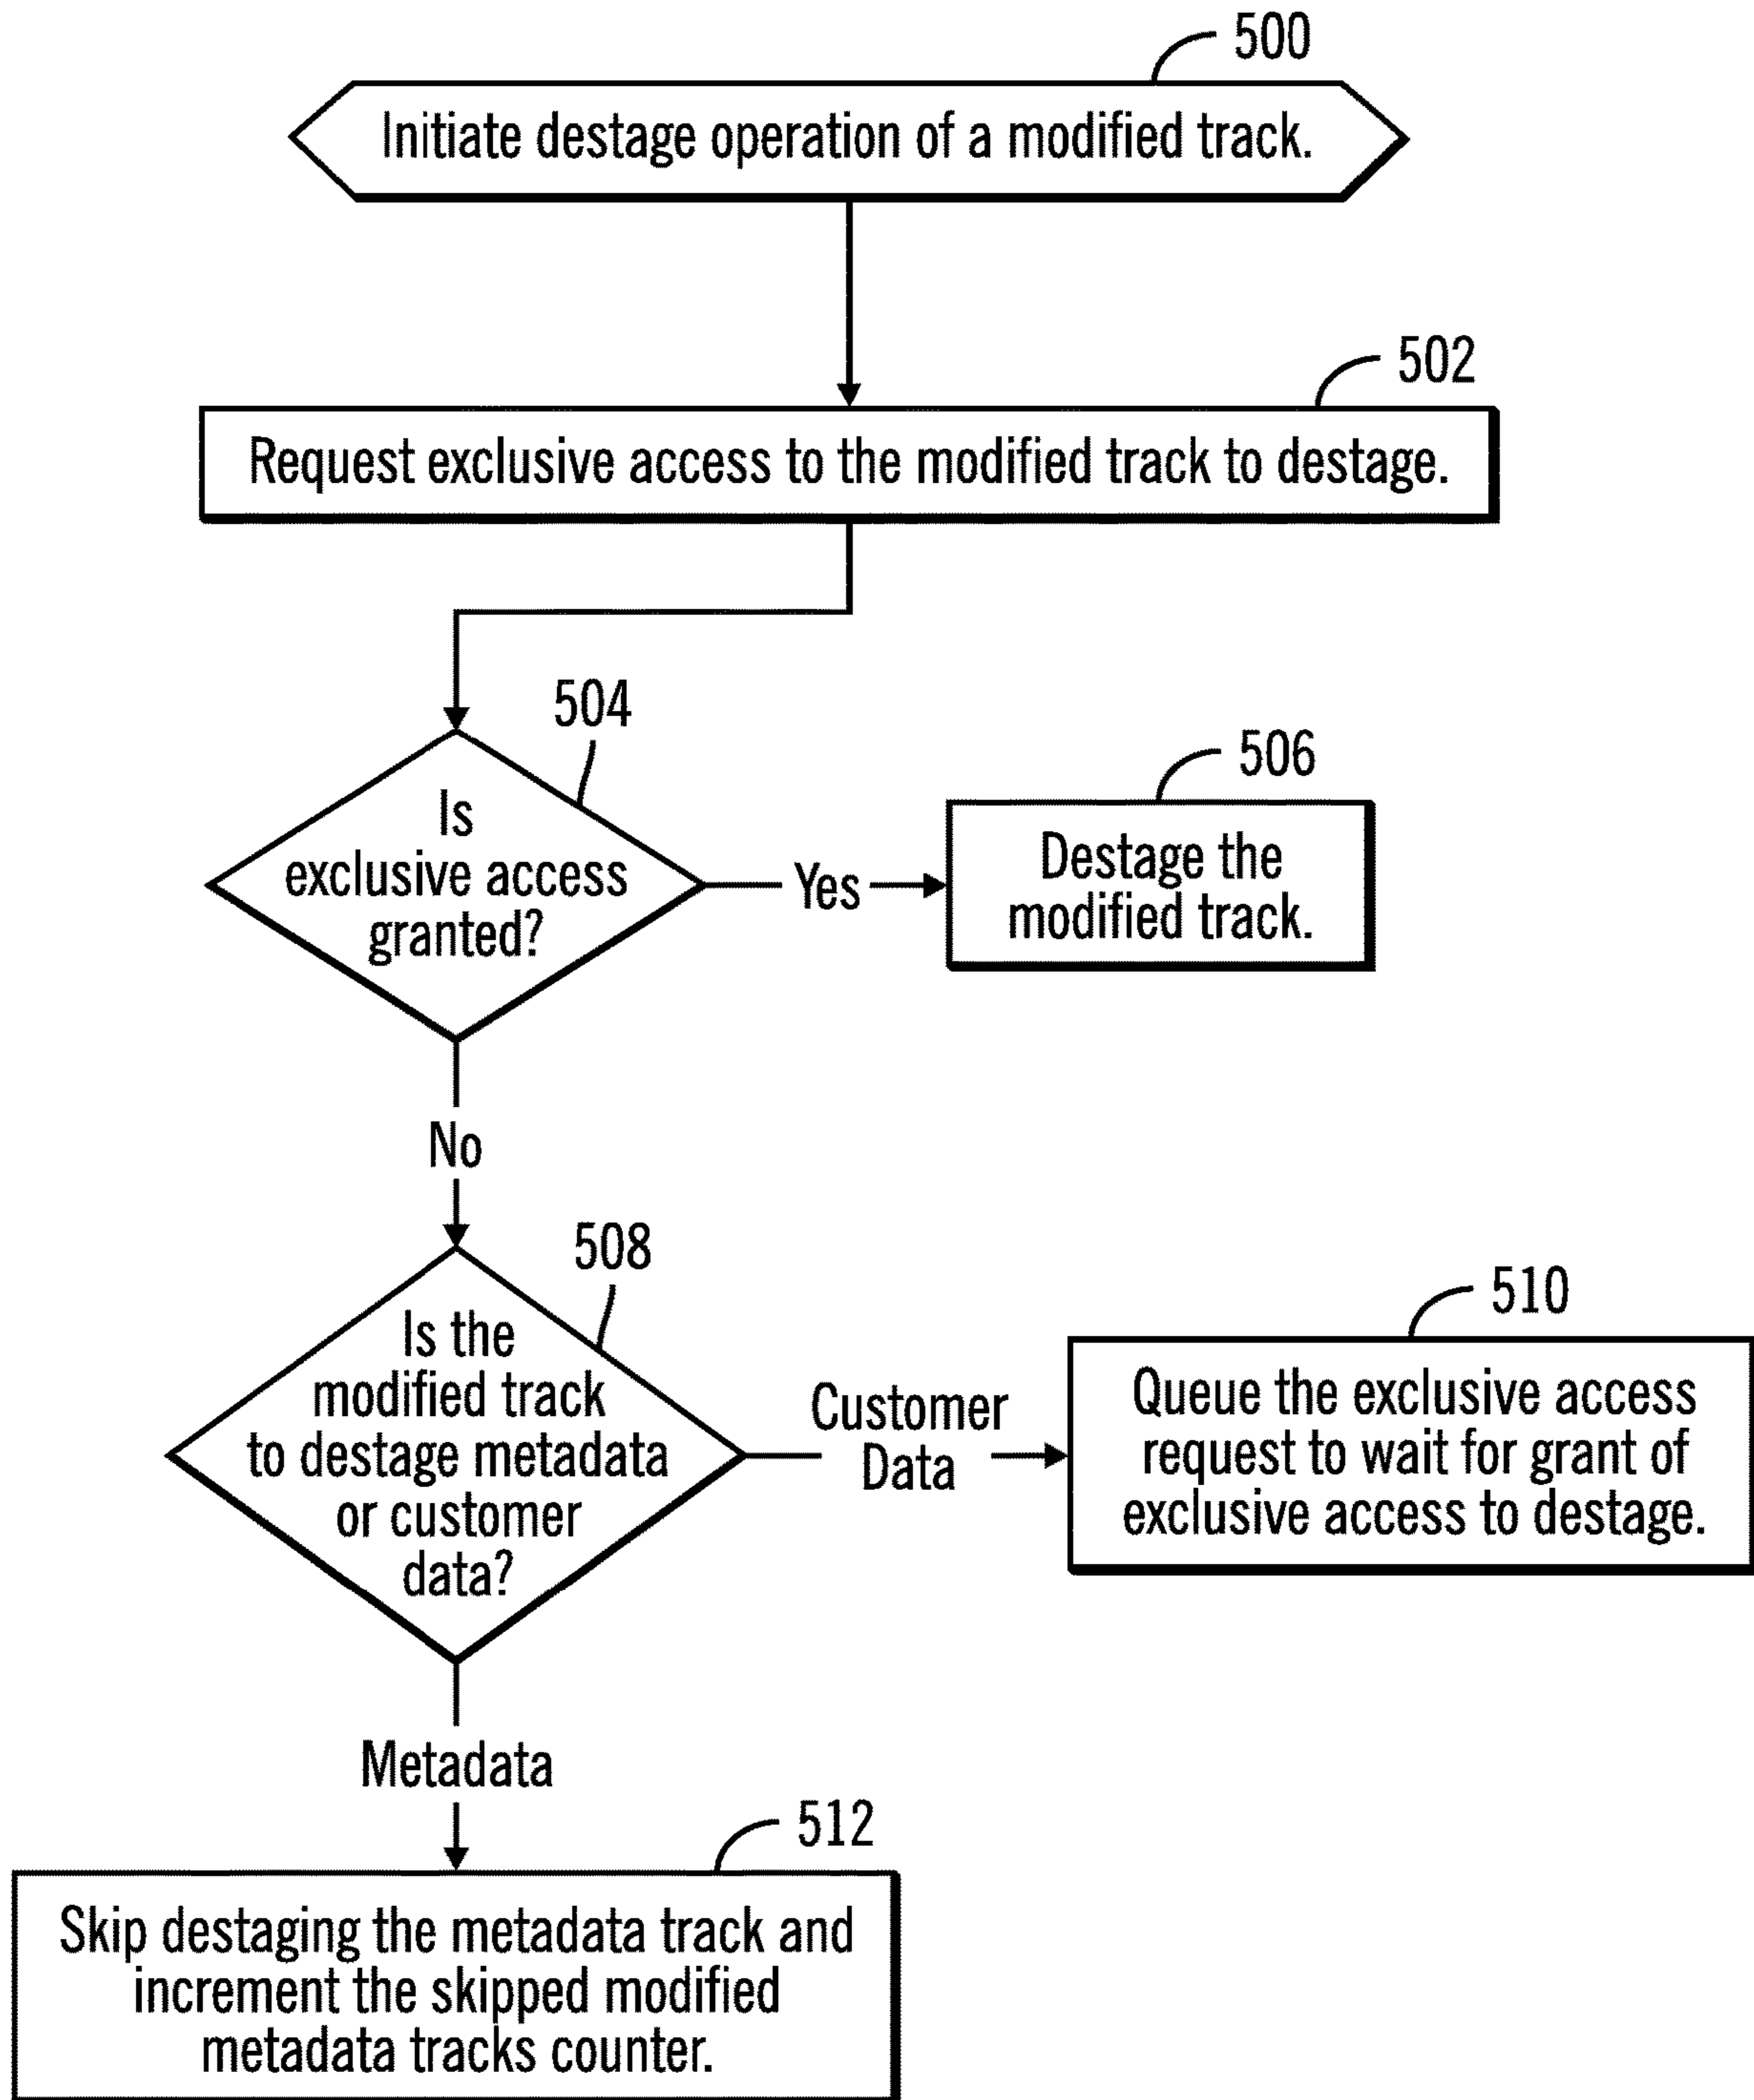 500
Initiate destage operation of a modified track.
502
Request exclusive access to the modified track to destage.
504
Is
exclusive access
granted?
Yes
506
Destage the
modified track.
No
508
Is the
modified track
to destage metadata
or customer
data?
Customer
Data
510
Queue the exclusive access
request to wait for grant of
exclusive access to destage.
Metadata
512
Skip destaging the metadata track and
increment the skipped modified
metadata tracks counter.